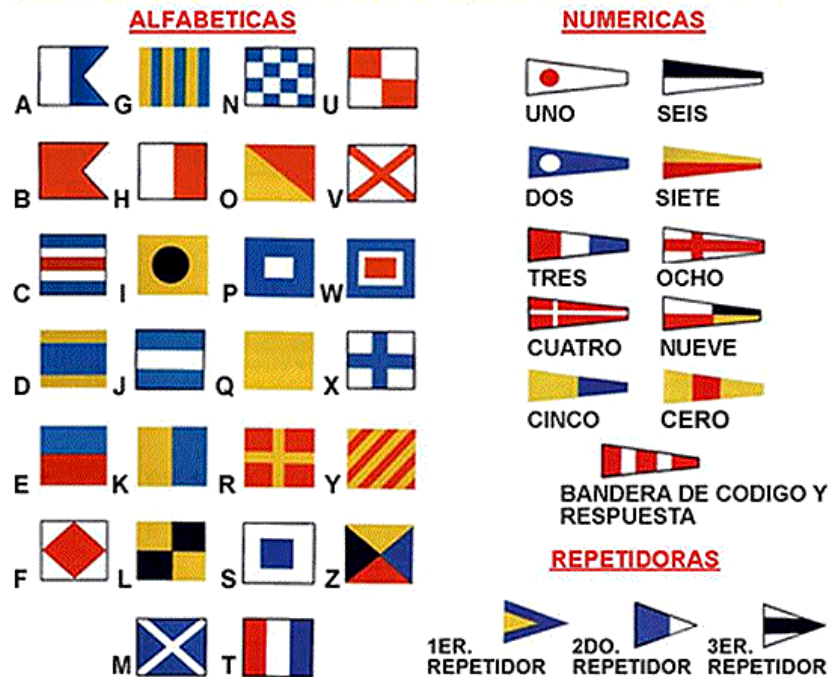 ALFABETICAS
A G N U
B H O V
C I P W
D J Q X
E K R Y
F L S Z
M T
NUMERICAS
UNO SEIS
DOS SIETE
TRES OCHO
CUATRO NUEVE
CINCO CERO
BANDERA DE CODIGO Y
RESPUESTA
REPETIDORAS
1ER. 2DO. 3ER.
REPETIDOR REPETIDOR REPETIDOR